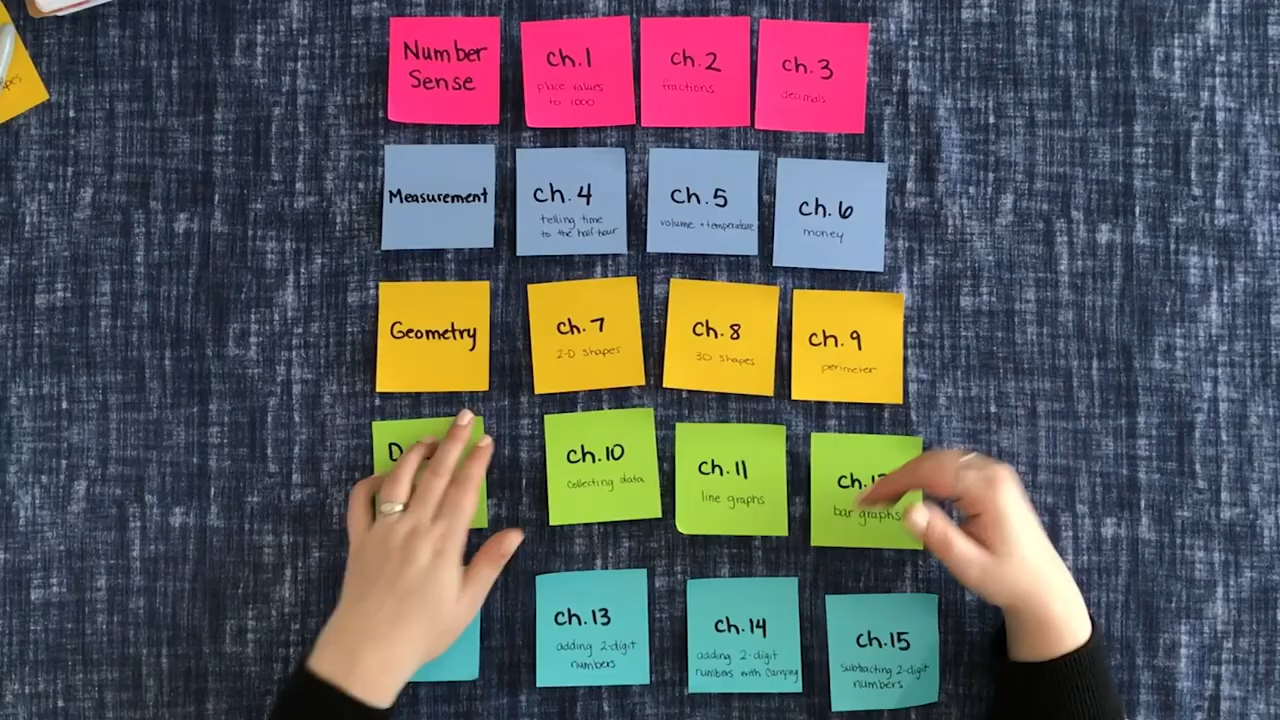 Number
Sense
ch.1
place values
to 1000
ch.2
fractions
ch.3
decimals
Measurement
ch.4
telling time
to the half-hour
ch.5
volume + temperature
ch.6
money
Geometry
ch.7
2-D shapes
ch.8
3D shapes
ch.9
perimeter
ch.10
collecting data
ch.11
line graphs
bar graphs
ch.13
adding 2-digit
numbers
ch.14
adding 2-digit
numbers with carrying
ch.15
subtracting 2-digit
numbers